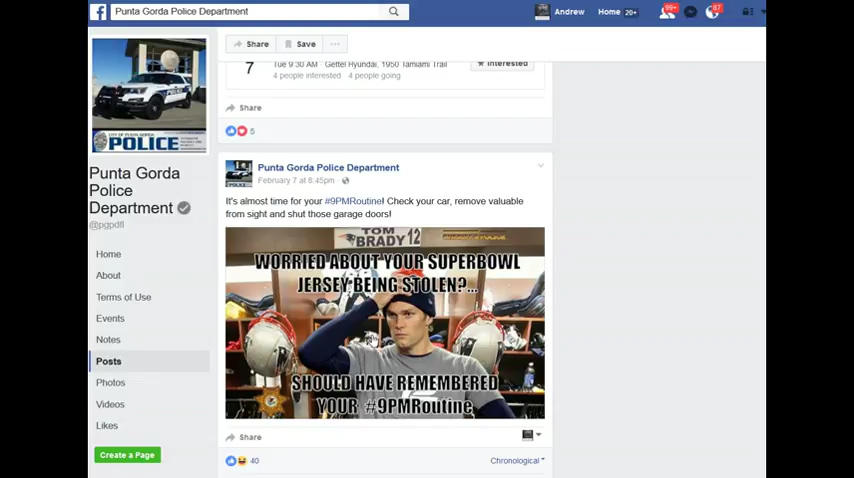 Punta Gorda Police Department
Andrew
Home 20+
99+
87
Share
Save
...
7
Tue 9:30 AM · Gettel Hyundai, 1950 Tamiami Trail
4 people interested · 4 people going
★ Interested
Share
5
POLICE
Punta Gorda
Police
Department
@pgpdfl
Home
About
Terms of Use
Events
Notes
Posts
Photos
Videos
Likes
Create a Page
Punta Gorda Police Department
February 7 at 8:45pm ·
It's almost time for your #9PMRoutine! Check your car, remove valuable
from sight and shut those garage doors!
TOM
BRADY 12
WORRIED ABOUT YOUR SUPERBOWL
JERSEY BEING STOLEN?...
SHOULD HAVE REMEMBERED
YOUR #9PMRoutine
Share
40
Chronological